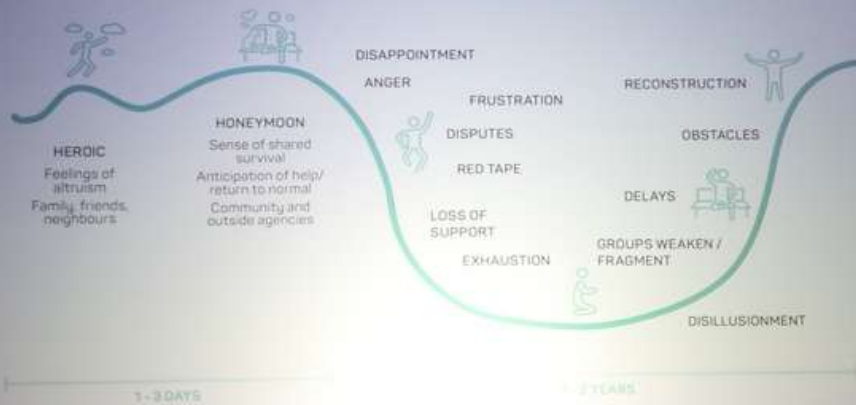 HEROIC
Feelings of
altruism
Family, friends,
neighbours
HONEYMOON
Sense of shared
survival
Anticipation of help/
return to normal
Community and
outside agencies
DISAPPOINTMENT
ANGER
FRUSTRATION
DISPUTES
RED TAPE
LOSS OF
SUPPORT
EXHAUSTION
RECONSTRUCTION
OBSTACLES
DELAYS
GROUPS WEAKEN /
FRAGMENT
DISILLUSIONMENT
1-3 DAYS
YEARS